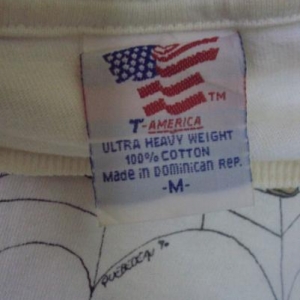 TM
T-AMERICA
ULTRA HEAVY WEIGHT
100% COTTON
Made in Dominican Rep.
-M-